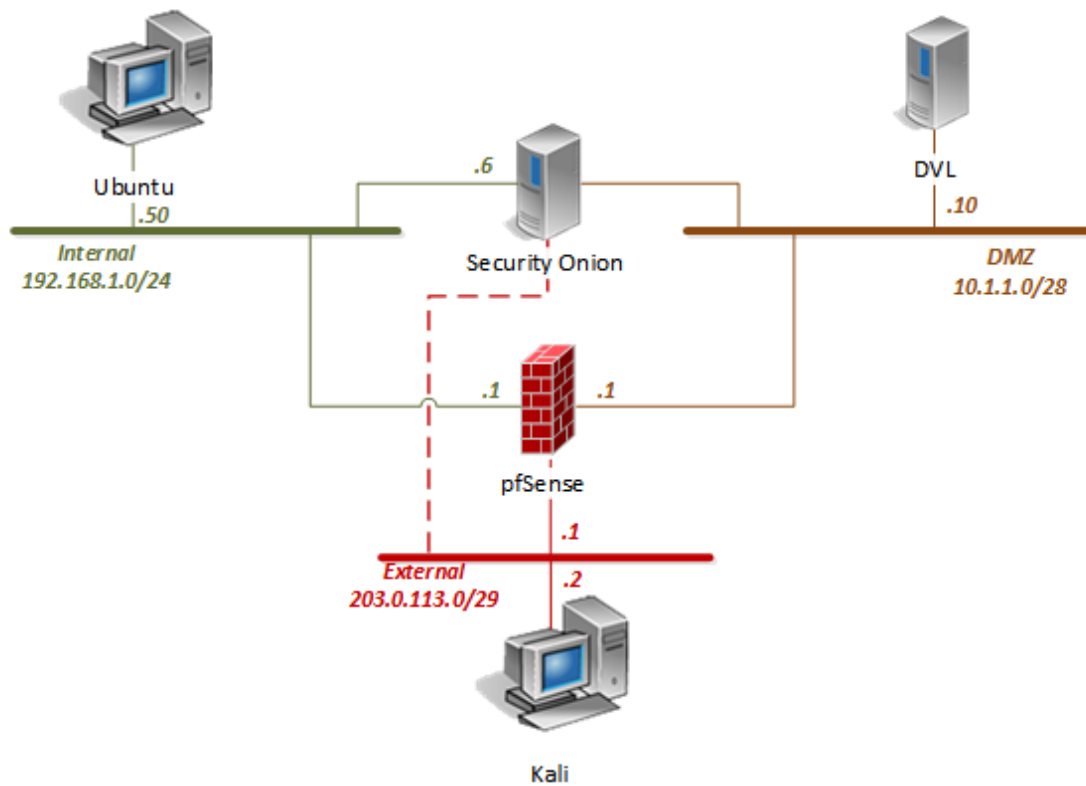 Ubuntu
.50
Internal
192.168.1.0/24
.6
Security Onion
DVL
.10
DMZ
10.1.1.0/28
.1
.1
pfSense
.1
External
203.0.113.0/29
.2
Kali